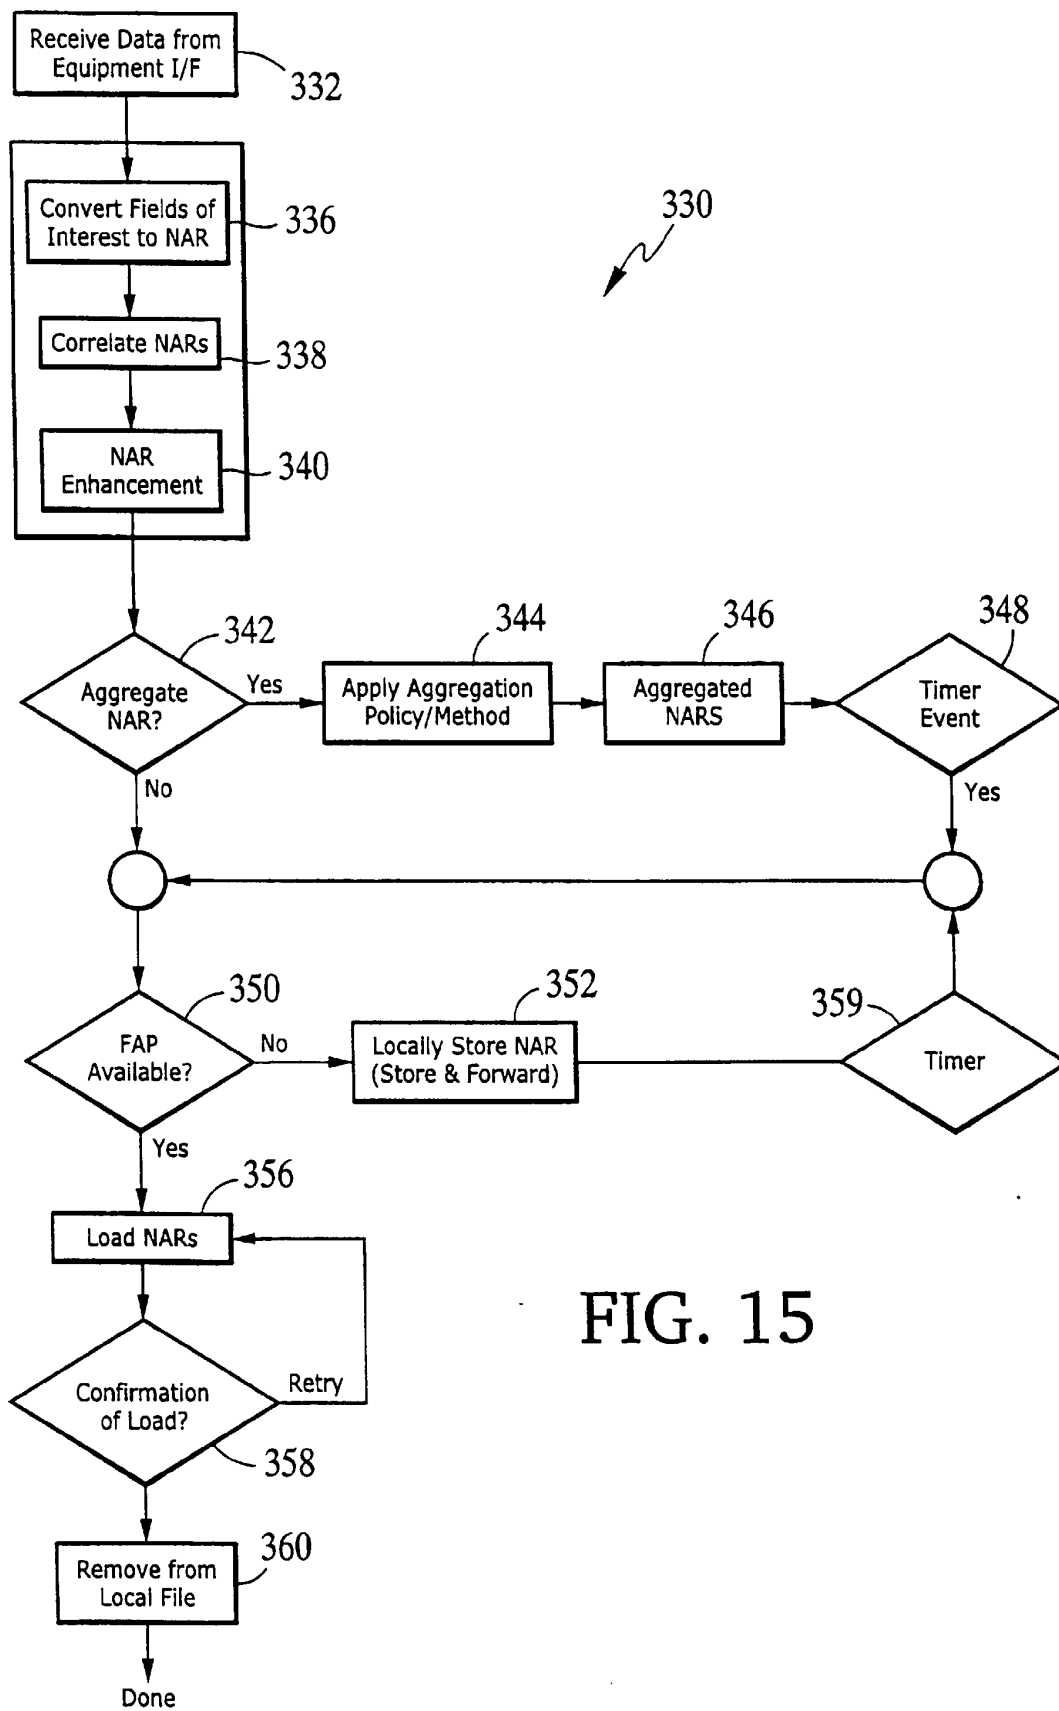 Receive Data from
Equipment I/F
332
Convert Fields of
Interest to NAR
336
330
Correlate NARs
338
NAR
Enhancement
340
342
344
346
348
Aggregate
NAR?
Yes
Apply Aggregation
Policy/Method
Aggregated
NARS
Timer
Event
No
Yes
350
352
359
FAP
Available?
No
Locally Store NAR
(Store & Forward)
Timer
Yes
356
Load NARs
FIG. 15
Confirmation
of Load?
Retry
358
360
Remove from
Local File
Done